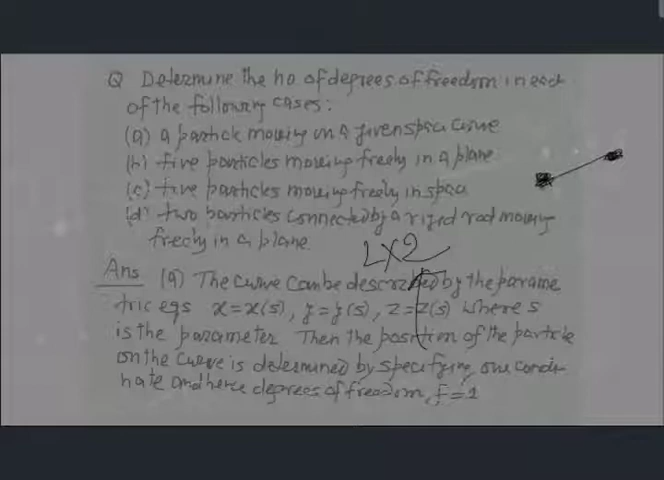 Q Determine the no of degrees of freedom in each
of the following cases:
(a) a particle moving on a given space curve
(b) five particles moving freely in a plane
(c) five particles moving freely in space
(d) two particles connected by a rigid rod moving
freely in a plane
2x2
Ans (a) The curve can be described by the parame
tric eqs x=x(s), y=y(s), z=z(s) where s
is the parameter. Then the position of the particle
on the curve is determined by specifying one coordi-
nate and hence degrees of freedom, f=1